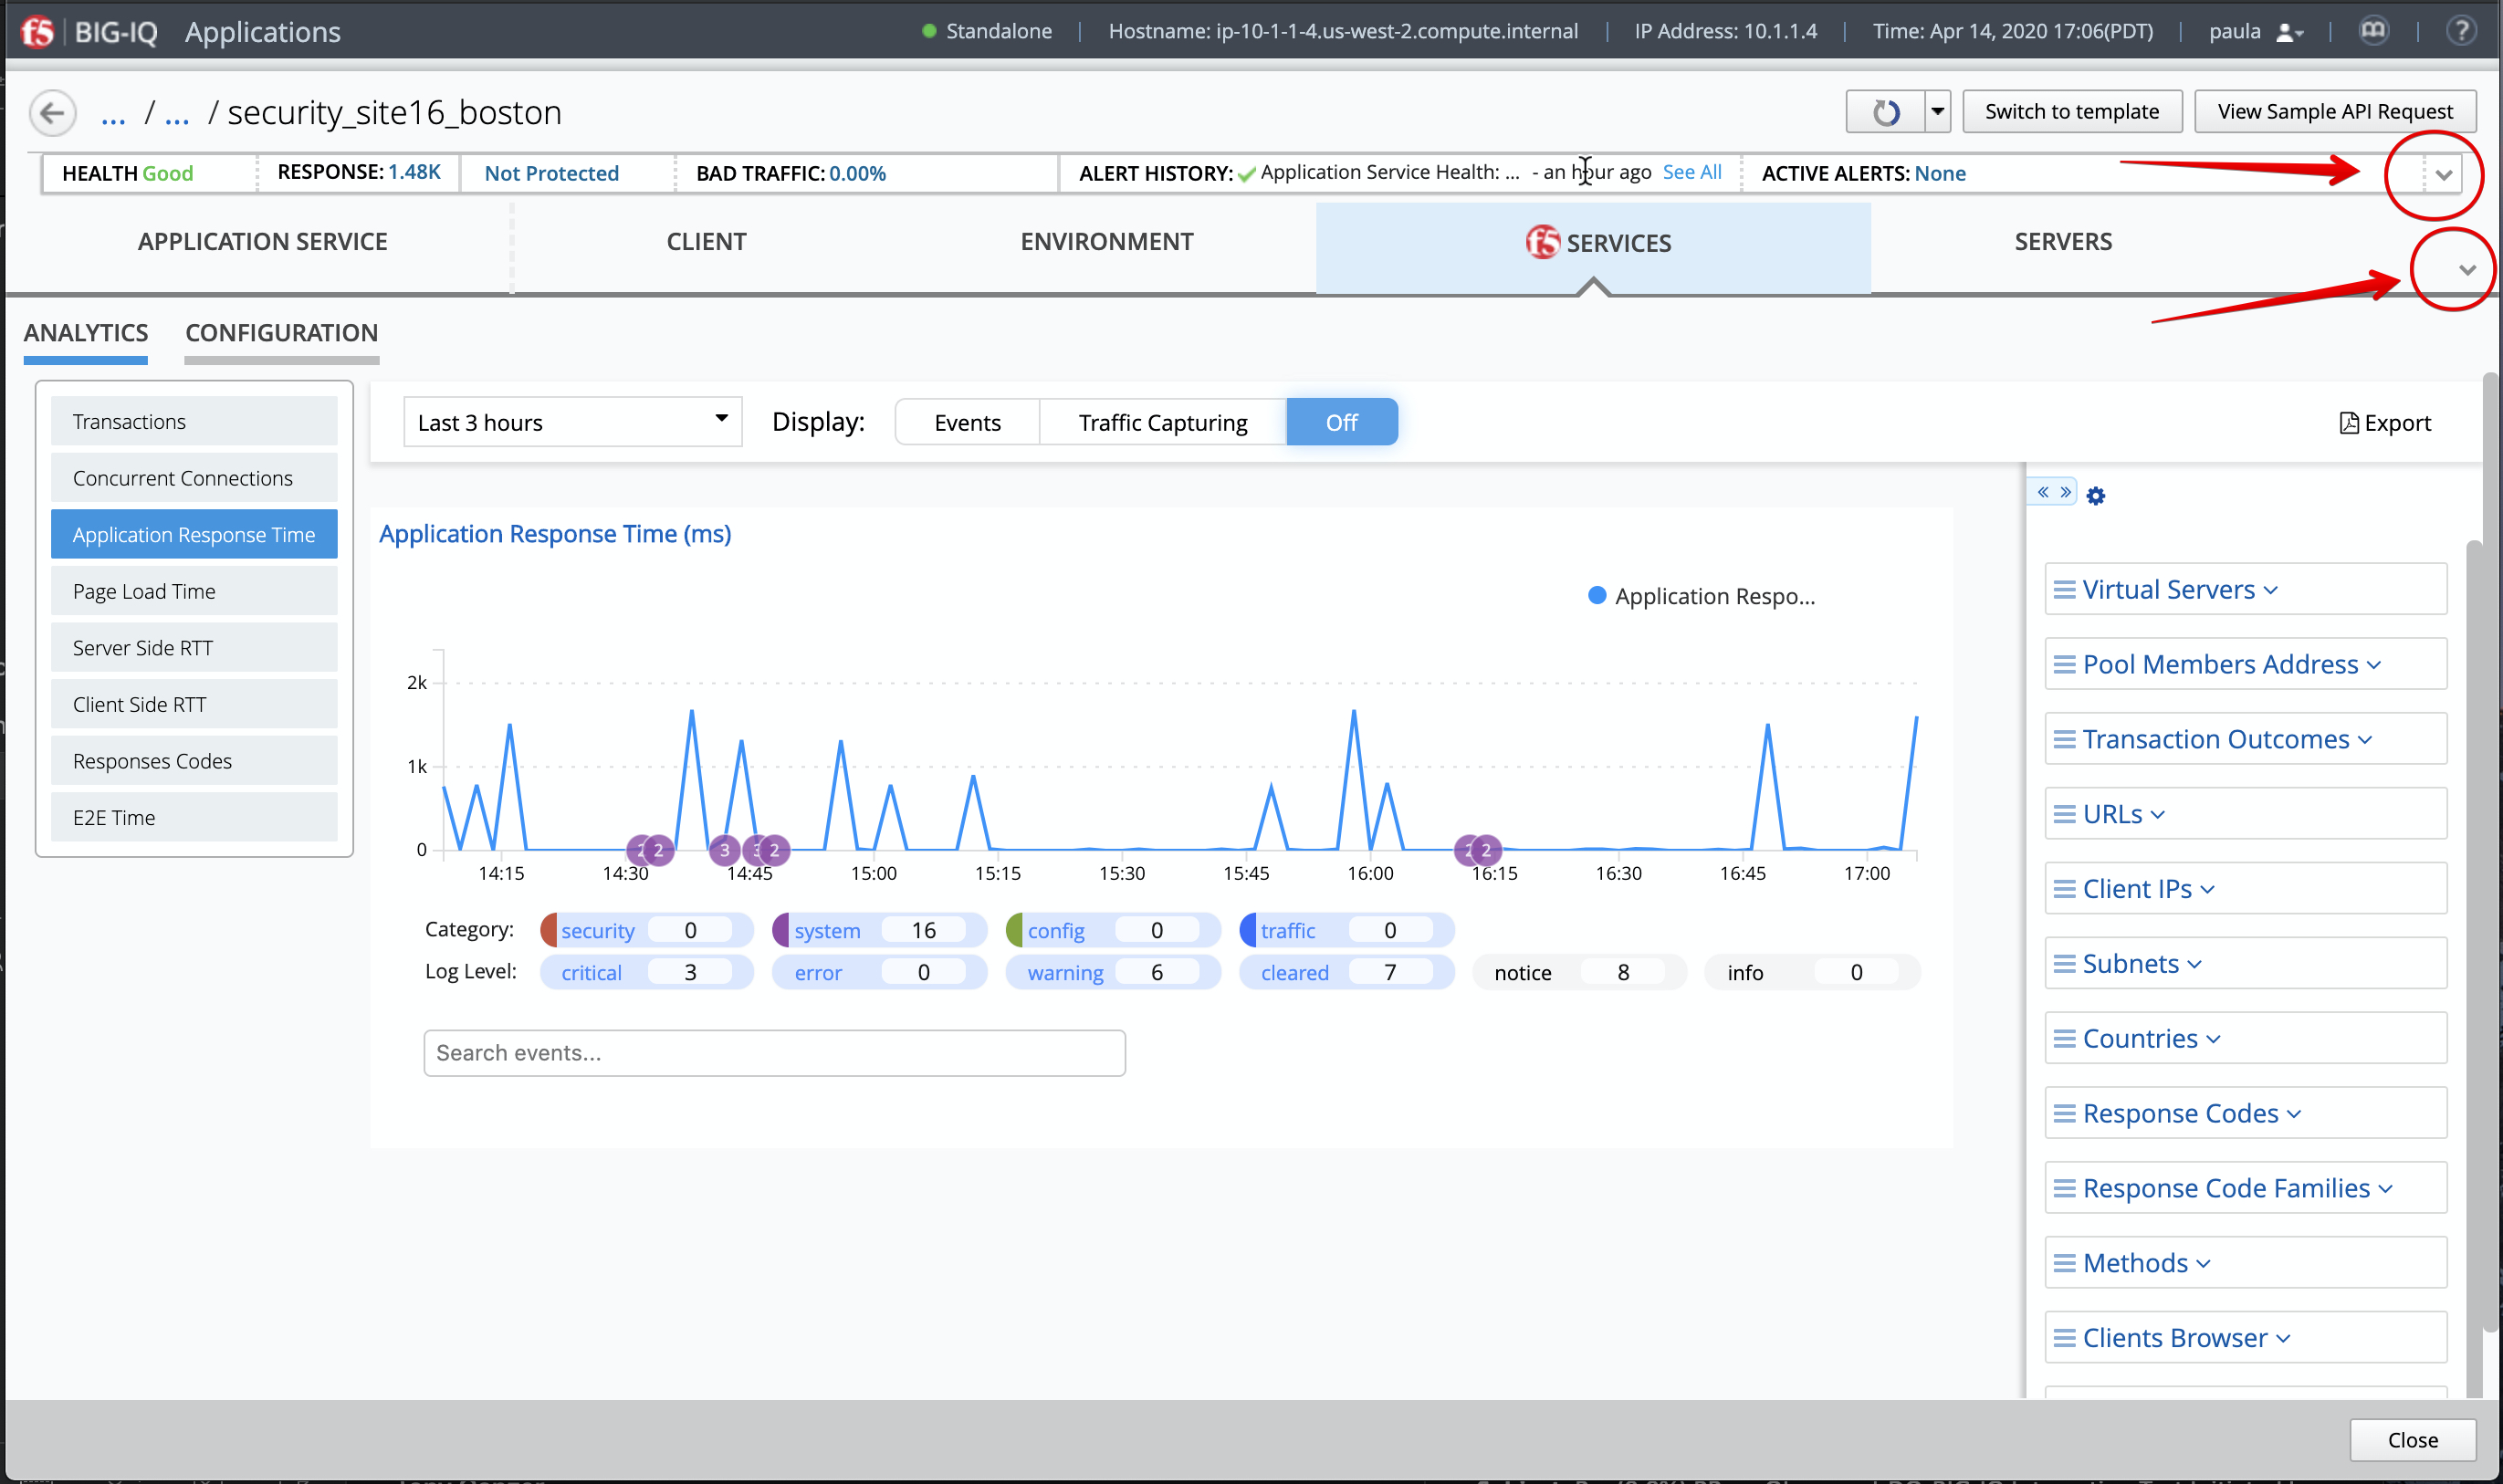 f5 BIG-IQ Applications Standalone Hostname: ip-10-1-1-4.us-west-2.compute.internal IP Address: 10.1.1.4 Time: Apr 14, 2020 17:06(PDT) paula ?
... / ... / security_site16_boston Switch to template View Sample API Request
HEALTH Good RESPONSE: 1.48K Not Protected BAD TRAFFIC: 0.00% ALERT HISTORY: Application Service Health: ... - an hour ago See All ACTIVE ALERTS: None
APPLICATION SERVICE CLIENT ENVIRONMENT f5 SERVICES SERVERS
ANALYTICS CONFIGURATION
Transactions
Concurrent Connections
Application Response Time
Page Load Time
Server Side RTT
Client Side RTT
Responses Codes
E2E Time
Last 3 hours Display: Events Traffic Capturing Off Export
Application Response Time (ms)
Application Respo...
2k
1k
0
2 2 3 3 2 2 2
14:15 14:30 14:45 15:00 15:15 15:30 15:45 16:00 16:15 16:30 16:45 17:00
Category: security 0 system 16 config 0 traffic 0
Log Level: critical 3 error 0 warning 6 cleared 7 notice 8 info 0
Search events...
« »
Virtual Servers
Pool Members Address
Transaction Outcomes
URLs
Client IPs
Subnets
Countries
Response Codes
Response Code Families
Methods
Clients Browser
Close